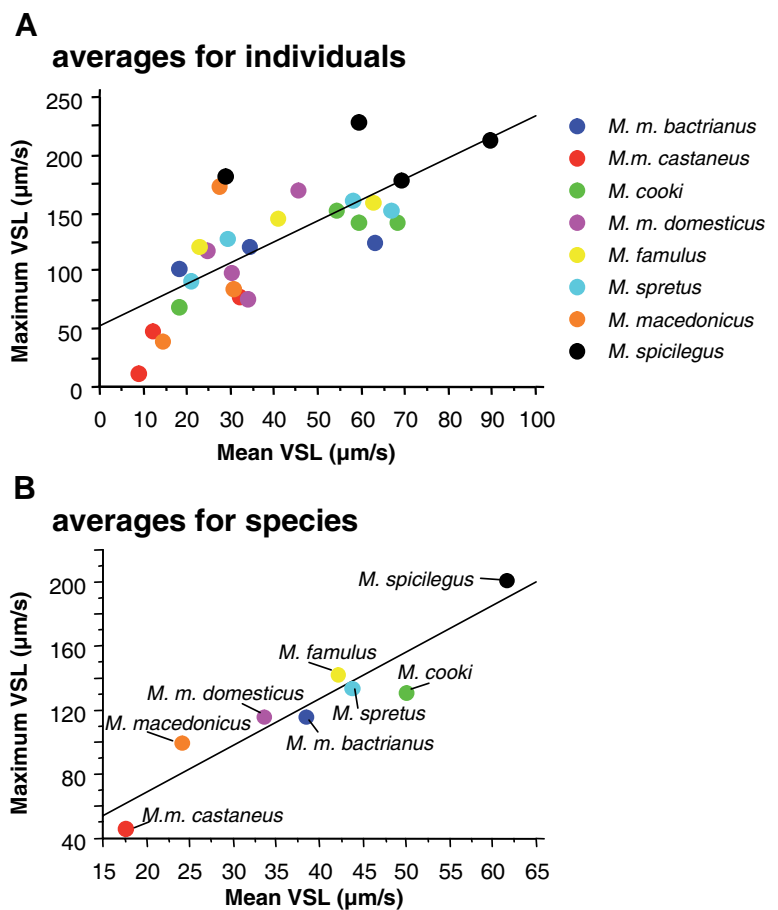 A
averages for individuals
Maximum VSL (µm/s)
250
200
150
100
50
0
0 10 20 30 40 50 60 70 80 90 100
Mean VSL (µm/s)
M. m. bactrianus
M.m. castaneus
M. cooki
M. m. domesticus
M. famulus
M. spretus
M. macedonicus
M. spicilegus
B
averages for species
Maximum VSL (µm/s)
200
160
120
80
40
M. spicilegus
M. famulus
M. cooki
M. m. domesticus
M. spretus
M. macedonicus
M. m. bactrianus
M.m. castaneus
15 20 25 30 35 40 45 50 55 60 65
Mean VSL (µm/s)